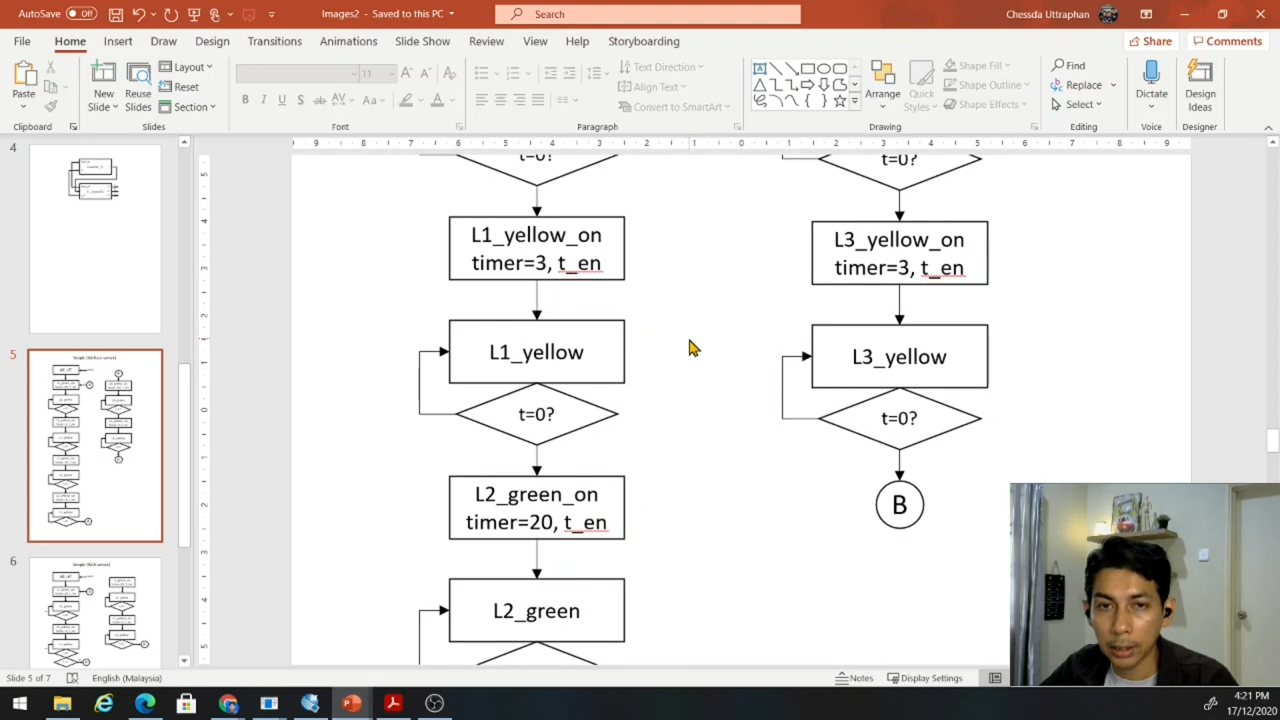 AutoSave Off
Images2 - Saved to this PC
Search
Chessda Uttraphan
File Home Insert Draw Design Transitions Animations Slide Show Review View Help Storyboarding
Share Comments
Paste
Clipboard
New Slide
Reuse Slides
Layout
Reset
Section
Slides
11
Font
Text Direction
Align Text
Convert to SmartArt
Paragraph
Arrange
Quick Styles
Shape Fill
Shape Outline
Shape Effects
Drawing
Find
Replace
Select
Editing
Dictate
Voice
Design Ideas
Designer
4
5
6
t=0?
L1_yellow_on
timer=3, t_en
L1_yellow
t=0?
L2_green_on
timer=20, t_en
L2_green
t=0?
L3_yellow_on
timer=3, t_en
L3_yellow
t=0?
B
Slide 5 of 7
English (Malaysia)
Notes
Display Settings
4:21 PM
17/12/2020